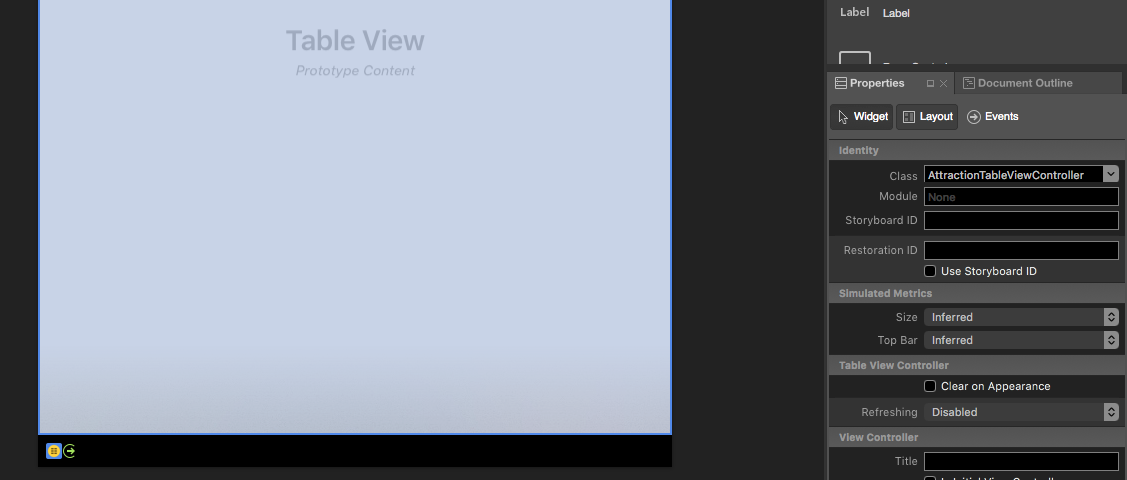 Table View
Prototype Content
Label Label
Properties Document Outline
Widget Layout Events
Identity
Class AttractionTableViewController
Module None
Storyboard ID
Restoration ID
Use Storyboard ID
Simulated Metrics
Size Inferred
Top Bar Inferred
Table View Controller
Clear on Appearance
Refreshing Disabled
View Controller
Title